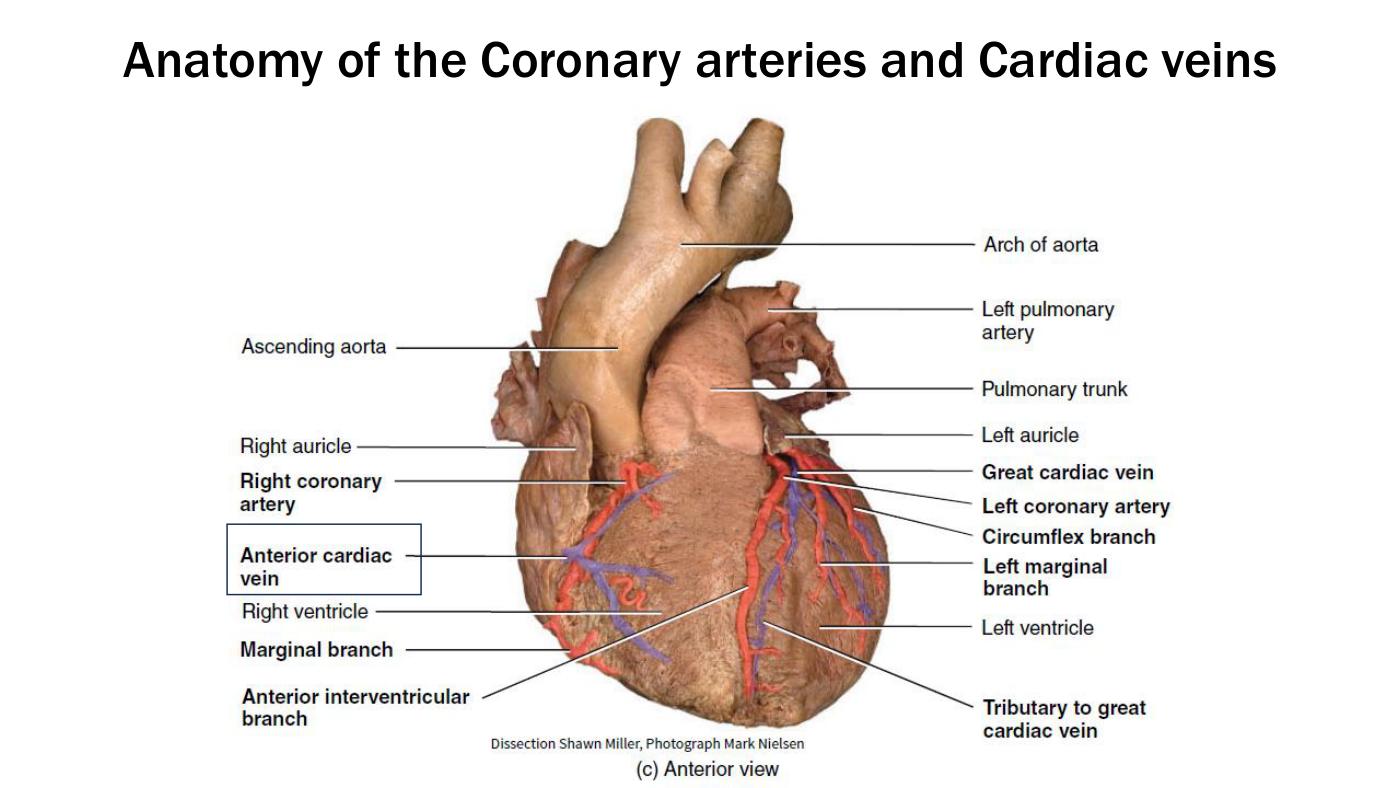 Anatomy of the Coronary arteries and Cardiac veins
Arch of aorta
Left pulmonary
artery
Ascending aorta
Pulmonary trunk
Left auricle
Right auricle
Great cardiac vein
Right coronary
artery
Left coronary artery
Circumflex branch
Anterior cardiac
vein
Left marginal
branch
Right ventricle
Left ventricle
Marginal branch
Anterior interventricular
branch
Tributary to great
cardiac vein
Dissection Shawn Miller, Photograph Mark Nielsen
(c) Anterior view